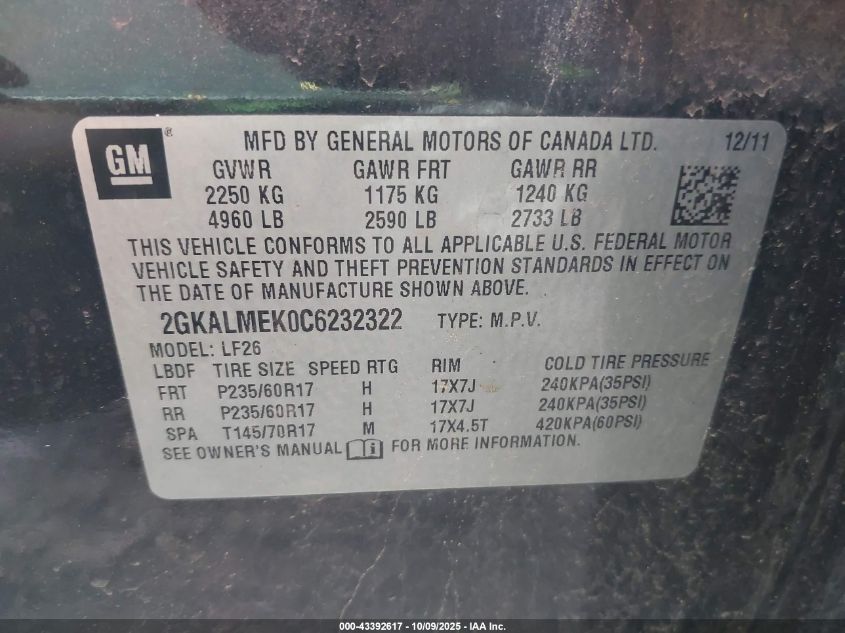 GM ® MFD BY GENERAL MOTORS OF CANADA LTD. 12/11
GVWR GAWR FRT GAWR RR
2250 KG 1175 KG 1240 KG
4960 LB 2590 LB 2733 LB
THIS VEHICLE CONFORMS TO ALL APPLICABLE U.S. FEDERAL MOTOR
VEHICLE SAFETY AND THEFT PREVENTION STANDARDS IN EFFECT ON
THE DATE OF MANUFACTURE SHOWN ABOVE.
2GKALMEK0C6232322 TYPE: M.P.V.
MODEL: LF26
LBDF TIRE SIZE SPEED RTG RIM COLD TIRE PRESSURE
FRT P235/60R17 H 17X7J 240KPA(35PSI)
RR P235/60R17 H 17X7J 240KPA(35PSI)
SPA T145/70R17 M 17X4.5T 420KPA(60PSI)
SEE OWNER'S MANUAL i FOR MORE INFORMATION.
000-43392617 - 10/09/2025 - IAA Inc.